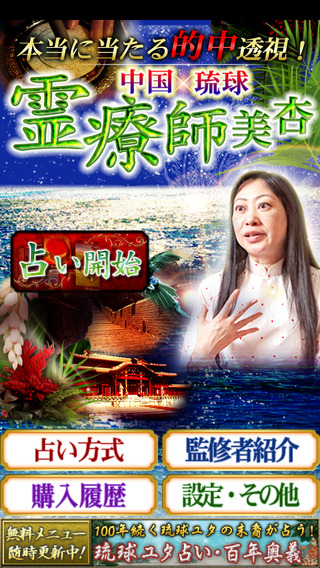 本当に当たる的中透視！
中国×琉球
霊療師美杏
占い開始
占い方式
監修者紹介
購入履歴
設定・その他
無料メニュー
随時更新中！
100年続く琉球ユタの末裔が占う！
琉球ユタ占い・百年奥義